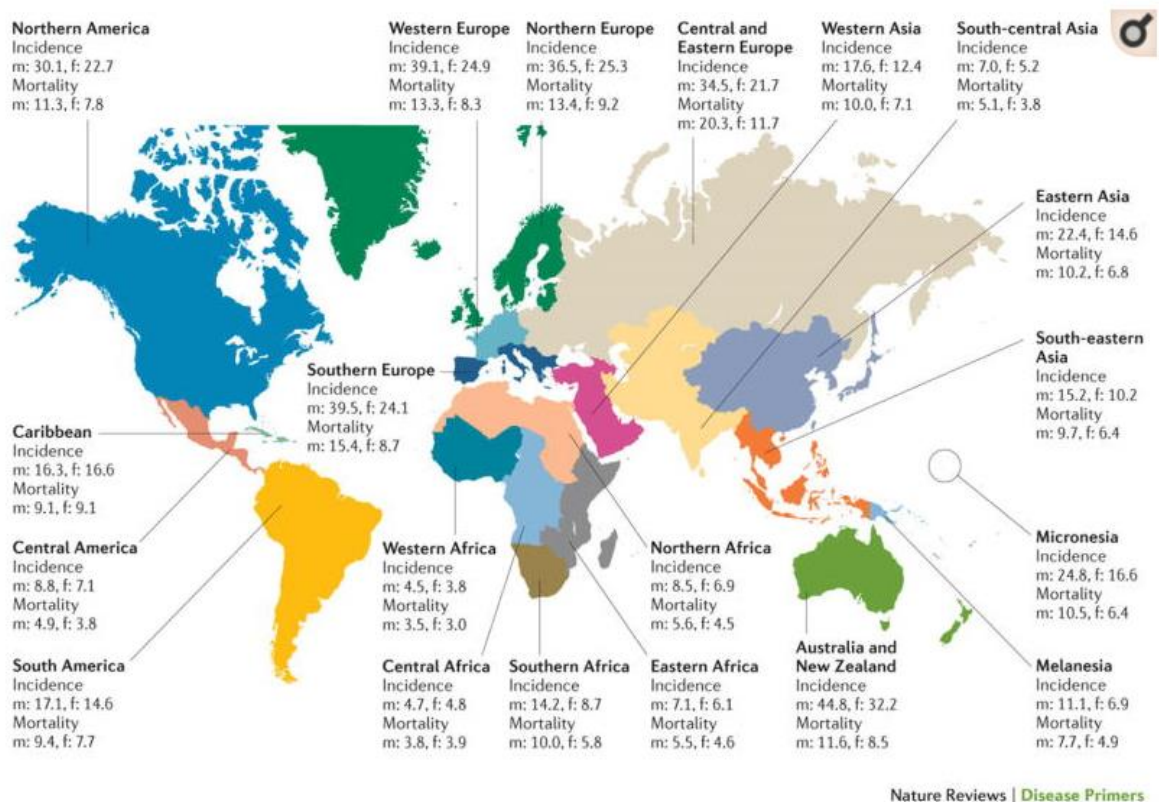 Northern America
Incidence
m: 30.1, f: 22.7
Mortality
m: 11.3, f: 7.8
Western Europe
Incidence
m: 39.1, f: 24.9
Mortality
m: 13.3, f: 8.3
Northern Europe
Incidence
m: 36.5, f: 25.3
Mortality
m: 13.4, f: 9.2
Central and
Eastern Europe
Incidence
m: 34.5, f: 21.7
Mortality
m: 20.3, f: 11.7
Western Asia
Incidence
m: 17.6, f: 12.4
Mortality
m: 10.0, f: 7.1
South-central Asia
Incidence
m: 7.0, f: 5.2
Mortality
m: 5.1, f: 3.8
Eastern Asia
Incidence
m: 22.4, f: 14.6
Mortality
m: 10.2, f: 6.8
South-eastern
Asia
Incidence
m: 15.2, f: 10.2
Mortality
m: 9.7, f: 6.4
Southern Europe
Incidence
m: 39.5, f: 24.1
Mortality
m: 15.4, f: 8.7
Caribbean
Incidence
m: 16.3, f: 16.6
Mortality
m: 9.1, f: 9.1
Central America
Incidence
m: 8.8, f: 7.1
Mortality
m: 4.9, f: 3.8
South America
Incidence
m: 17.1, f: 14.6
Mortality
m: 9.4, f: 7.7
Western Africa
Incidence
m: 4.5, f: 3.8
Mortality
m: 3.5, f: 3.0
Northern Africa
Incidence
m: 8.5, f: 6.9
Mortality
m: 5.6, f: 4.5
Micronesia
Incidence
m: 24.8, f: 16.6
Mortality
m: 10.5, f: 6.4
Central Africa
Incidence
m: 4.7, f: 4.8
Mortality
m: 3.8, f: 3.9
Southern Africa
Incidence
m: 14.2, f: 8.7
Mortality
m: 10.0, f: 5.8
Eastern Africa
Incidence
m: 7.1, f: 6.1
Mortality
m: 5.5, f: 4.6
Australia and
New Zealand
Incidence
m: 44.8, f: 32.2
Mortality
m: 11.6, f: 8.5
Melanesia
Incidence
m: 11.1, f: 6.9
Mortality
m: 7.7, f: 4.9
Nature Reviews | Disease Primers